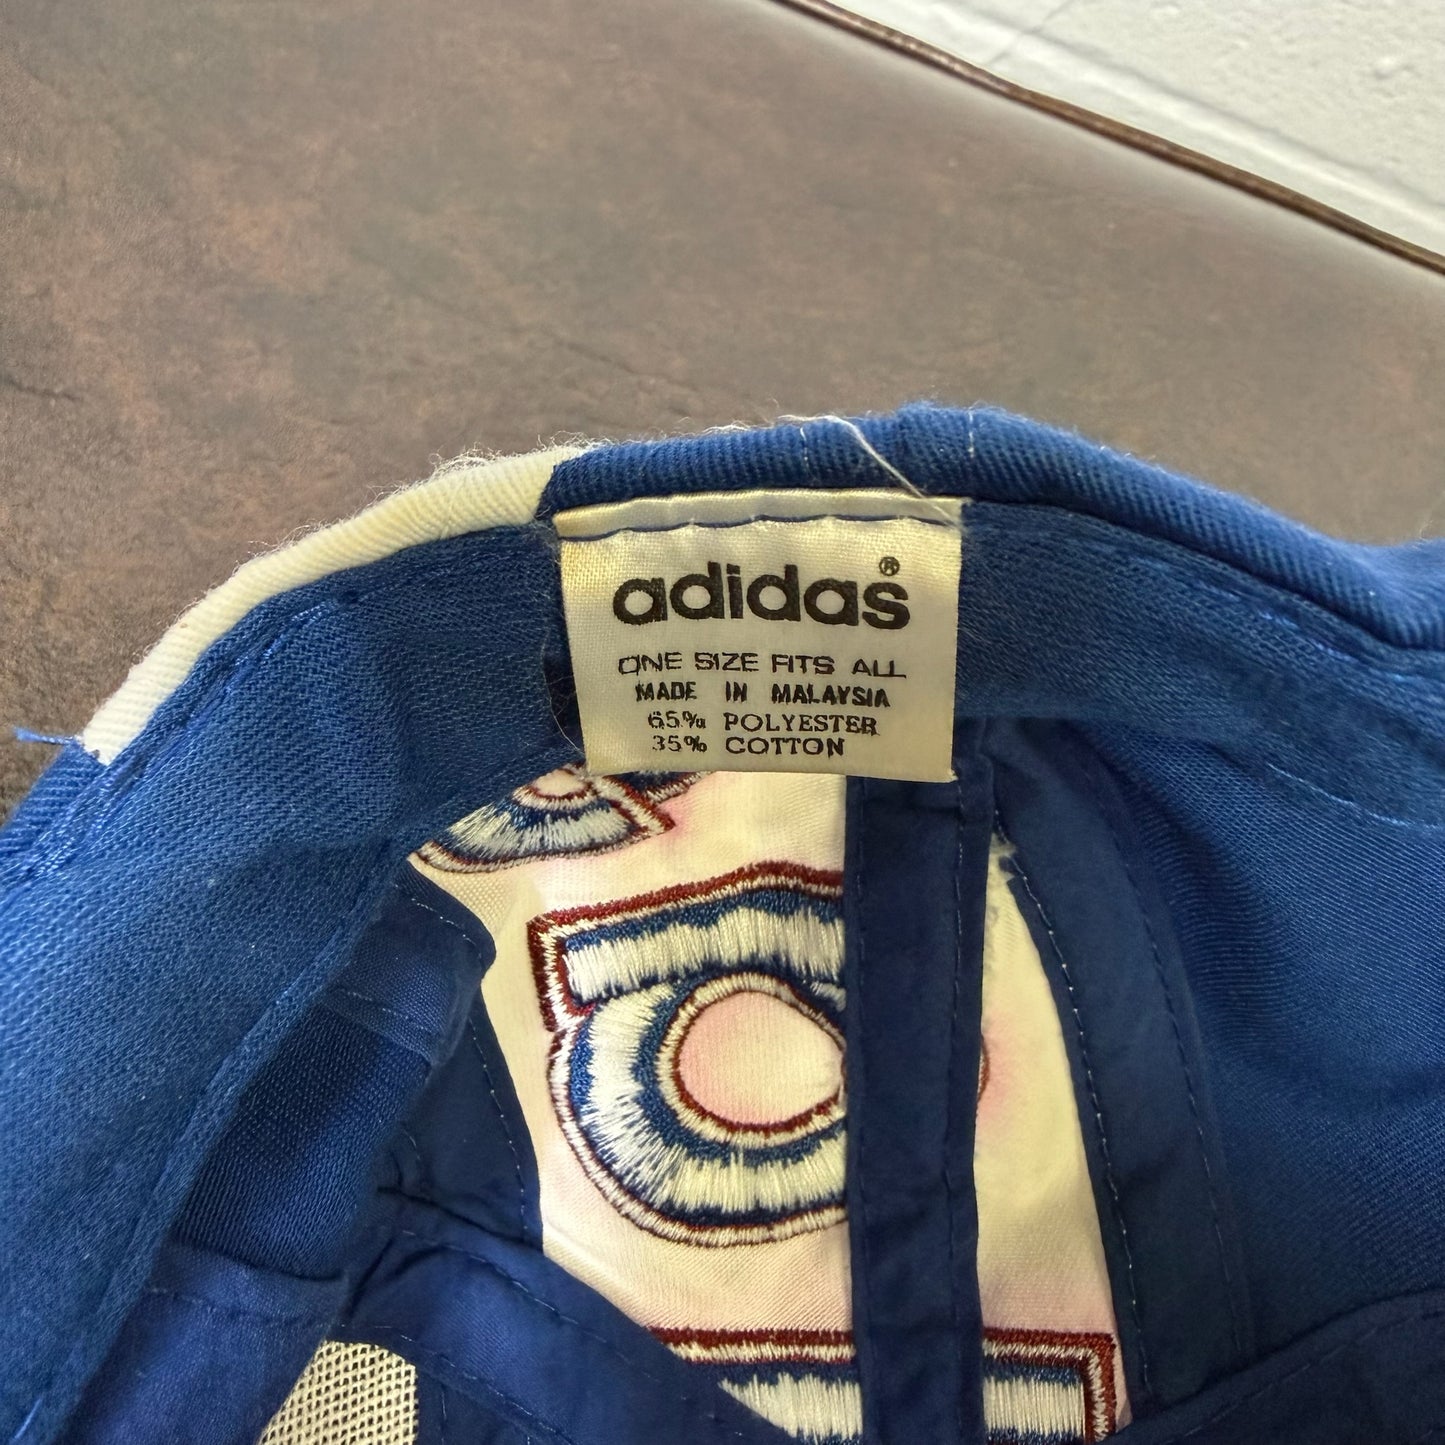 adidas®
ONE SIZE FITS ALL
MADE IN MALAYSIA
65% POLYESTER
35% COTTON